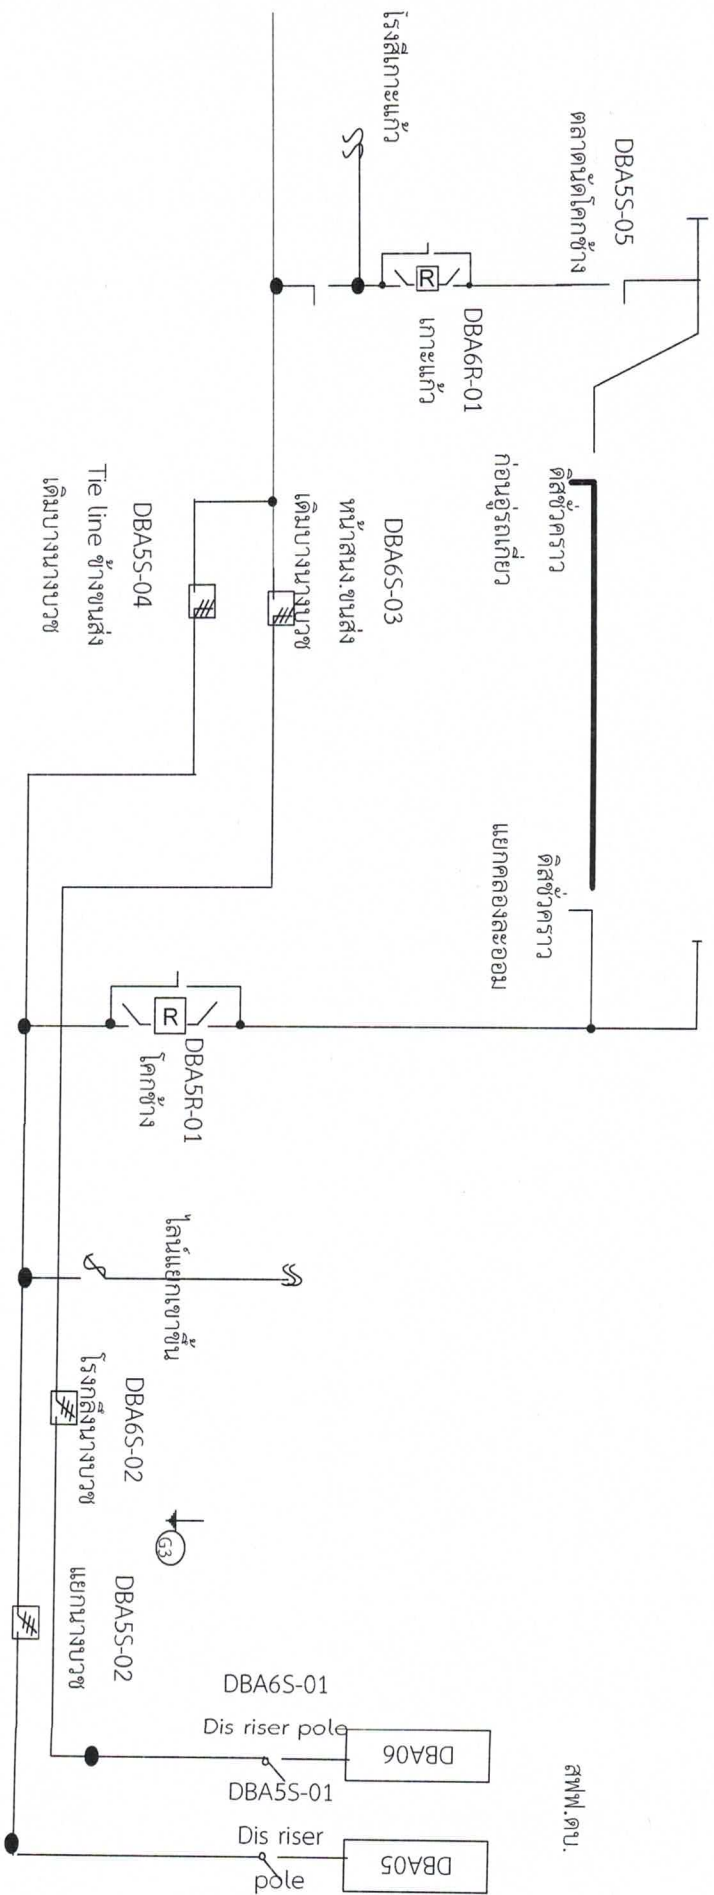 สฟฟ.ดบ.
DBA5S-05
ตลาดนัดโคกช้าง
โรงสีเกาะแก้ว
R
DBA6R-01
เกาะแก้ว
ดิสชั่วคราว
ก่อนอู่รถเกี่ยว
DBA6S-03
หน้าสนง.ขนส่ง
เดิมบางนางบวช
DBA5S-04
Tie line ข้างขนส่ง
เดิมบางนางบวช
ดิสชั่วคราว
แยกคลองละออม
R
DBA5R-01
โคกช้าง
ไลน์แยกเขาขึ้น
DBA6S-02
โรงกลึงนางบวช
G3
DBA5S-02
แยกนางบวช
DBA6S-01
Dis riser pole
DBA06
DBA5S-01
Dis riser
pole
DBA05